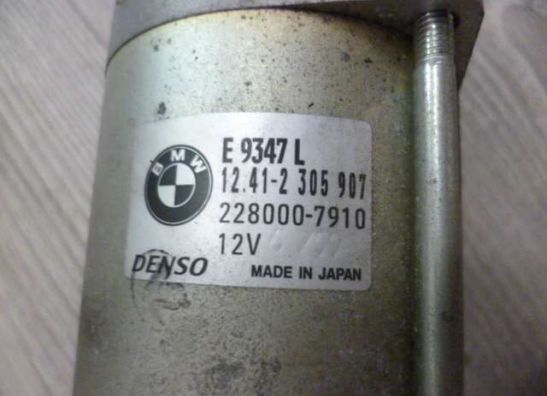 BMW
E 9347 L
12.41-2 305 907
228000-7910
12V
DENSO
MADE IN JAPAN